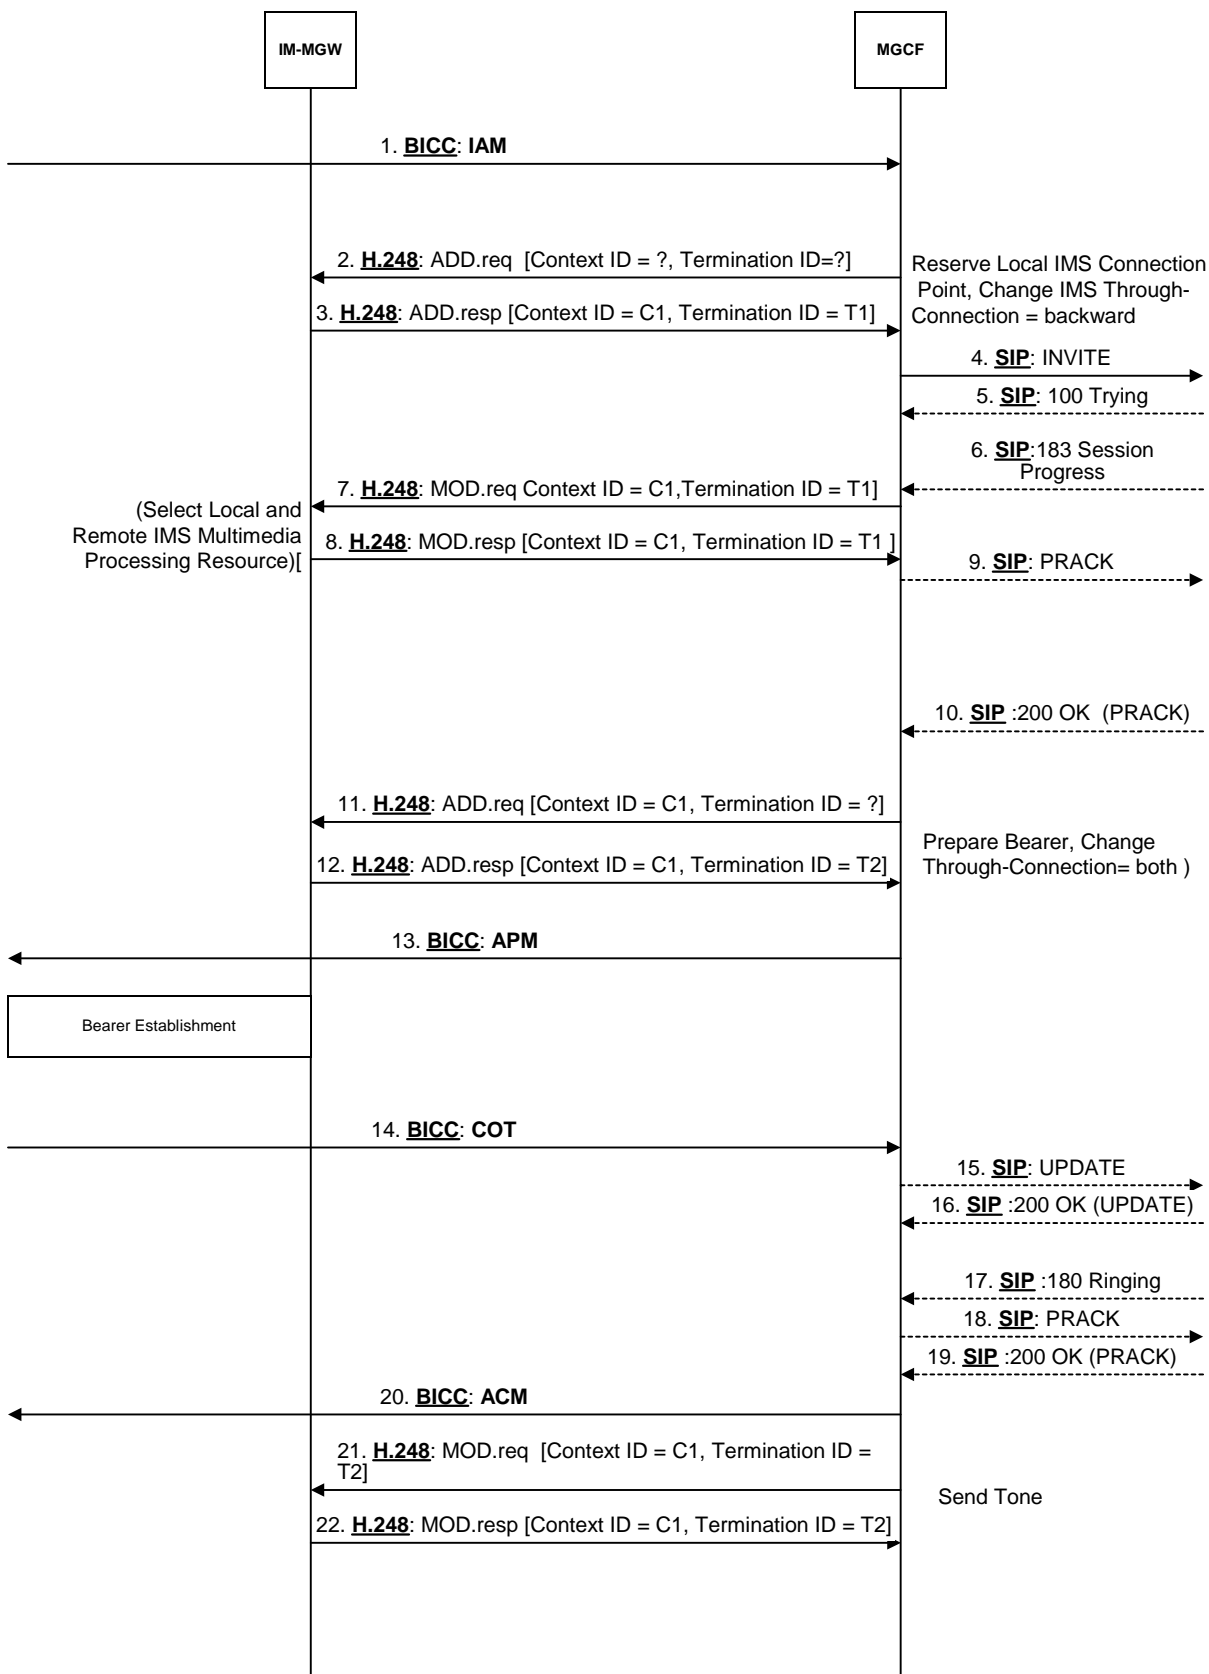 IM-MGW
MGCF
1. BICC: IAM
2. H.248: ADD.req [Context ID = ?, Termination ID=?]
Reserve Local IMS Connection
Point, Change IMS Through-
Connection = backward
3. H.248: ADD.resp [Context ID = C1, Termination ID = T1]
4. SIP: INVITE
5. SIP: 100 Trying
6. SIP:183 Session
Progress
7. H.248: MOD.req Context ID = C1,Termination ID = T1]
(Select Local and
Remote IMS Multimedia
Processing Resource)[
8. H.248: MOD.resp [Context ID = C1, Termination ID = T1 ]
9. SIP: PRACK
10. SIP :200 OK (PRACK)
11. H.248: ADD.req [Context ID = C1, Termination ID = ?]
Prepare Bearer, Change
Through-Connection= both )
12. H.248: ADD.resp [Context ID = C1, Termination ID = T2]
13. BICC: APM
Bearer Establishment
14. BICC: COT
15. SIP: UPDATE
16. SIP :200 OK (UPDATE)
17. SIP :180 Ringing
18. SIP: PRACK
19. SIP :200 OK (PRACK)
20. BICC: ACM
21. H.248: MOD.req [Context ID = C1, Termination ID =
T2]
Send Tone
22. H.248: MOD.resp [Context ID = C1, Termination ID = T2]